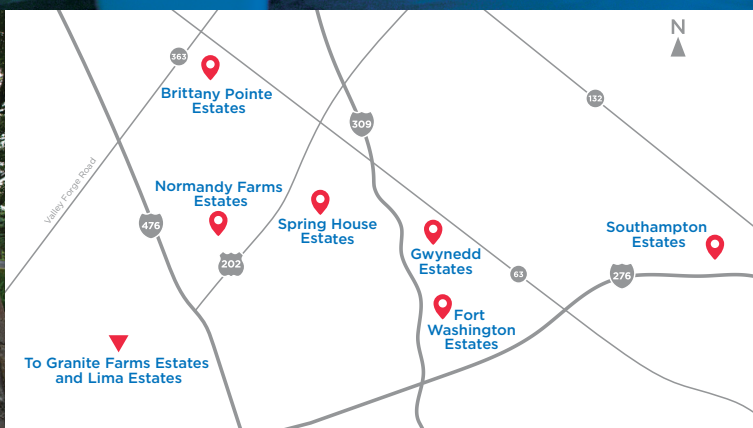 N
363
Brittany Pointe
Estates
132
309
Valley Forge Road
Normandy Farms
Estates
476
202
Spring House
Estates
Gwynedd
Estates
63
Southampton
Estates
276
Fort
Washington
Estates
To Granite Farms Estates
and Lima Estates